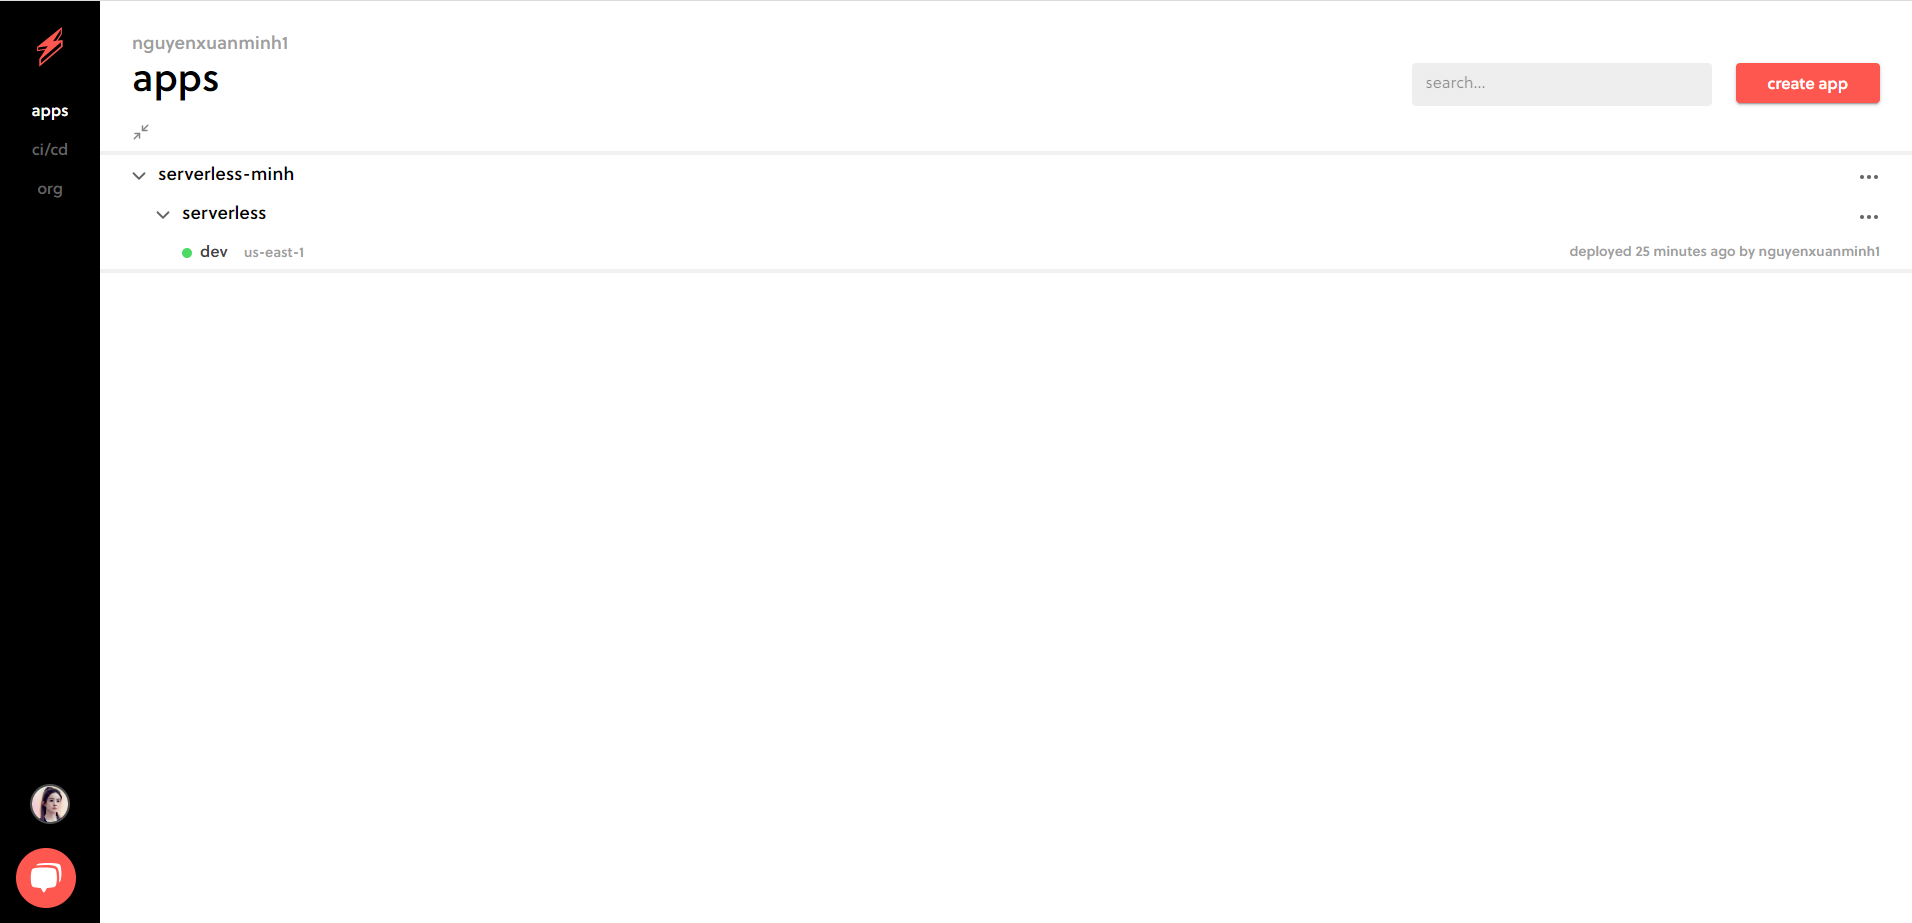 nguyenxuanminh1
apps
search...
create app
apps
ci/cd
org
serverless-minh
serverless
dev us-east-1
deployed 25 minutes ago by nguyenxuanminh1